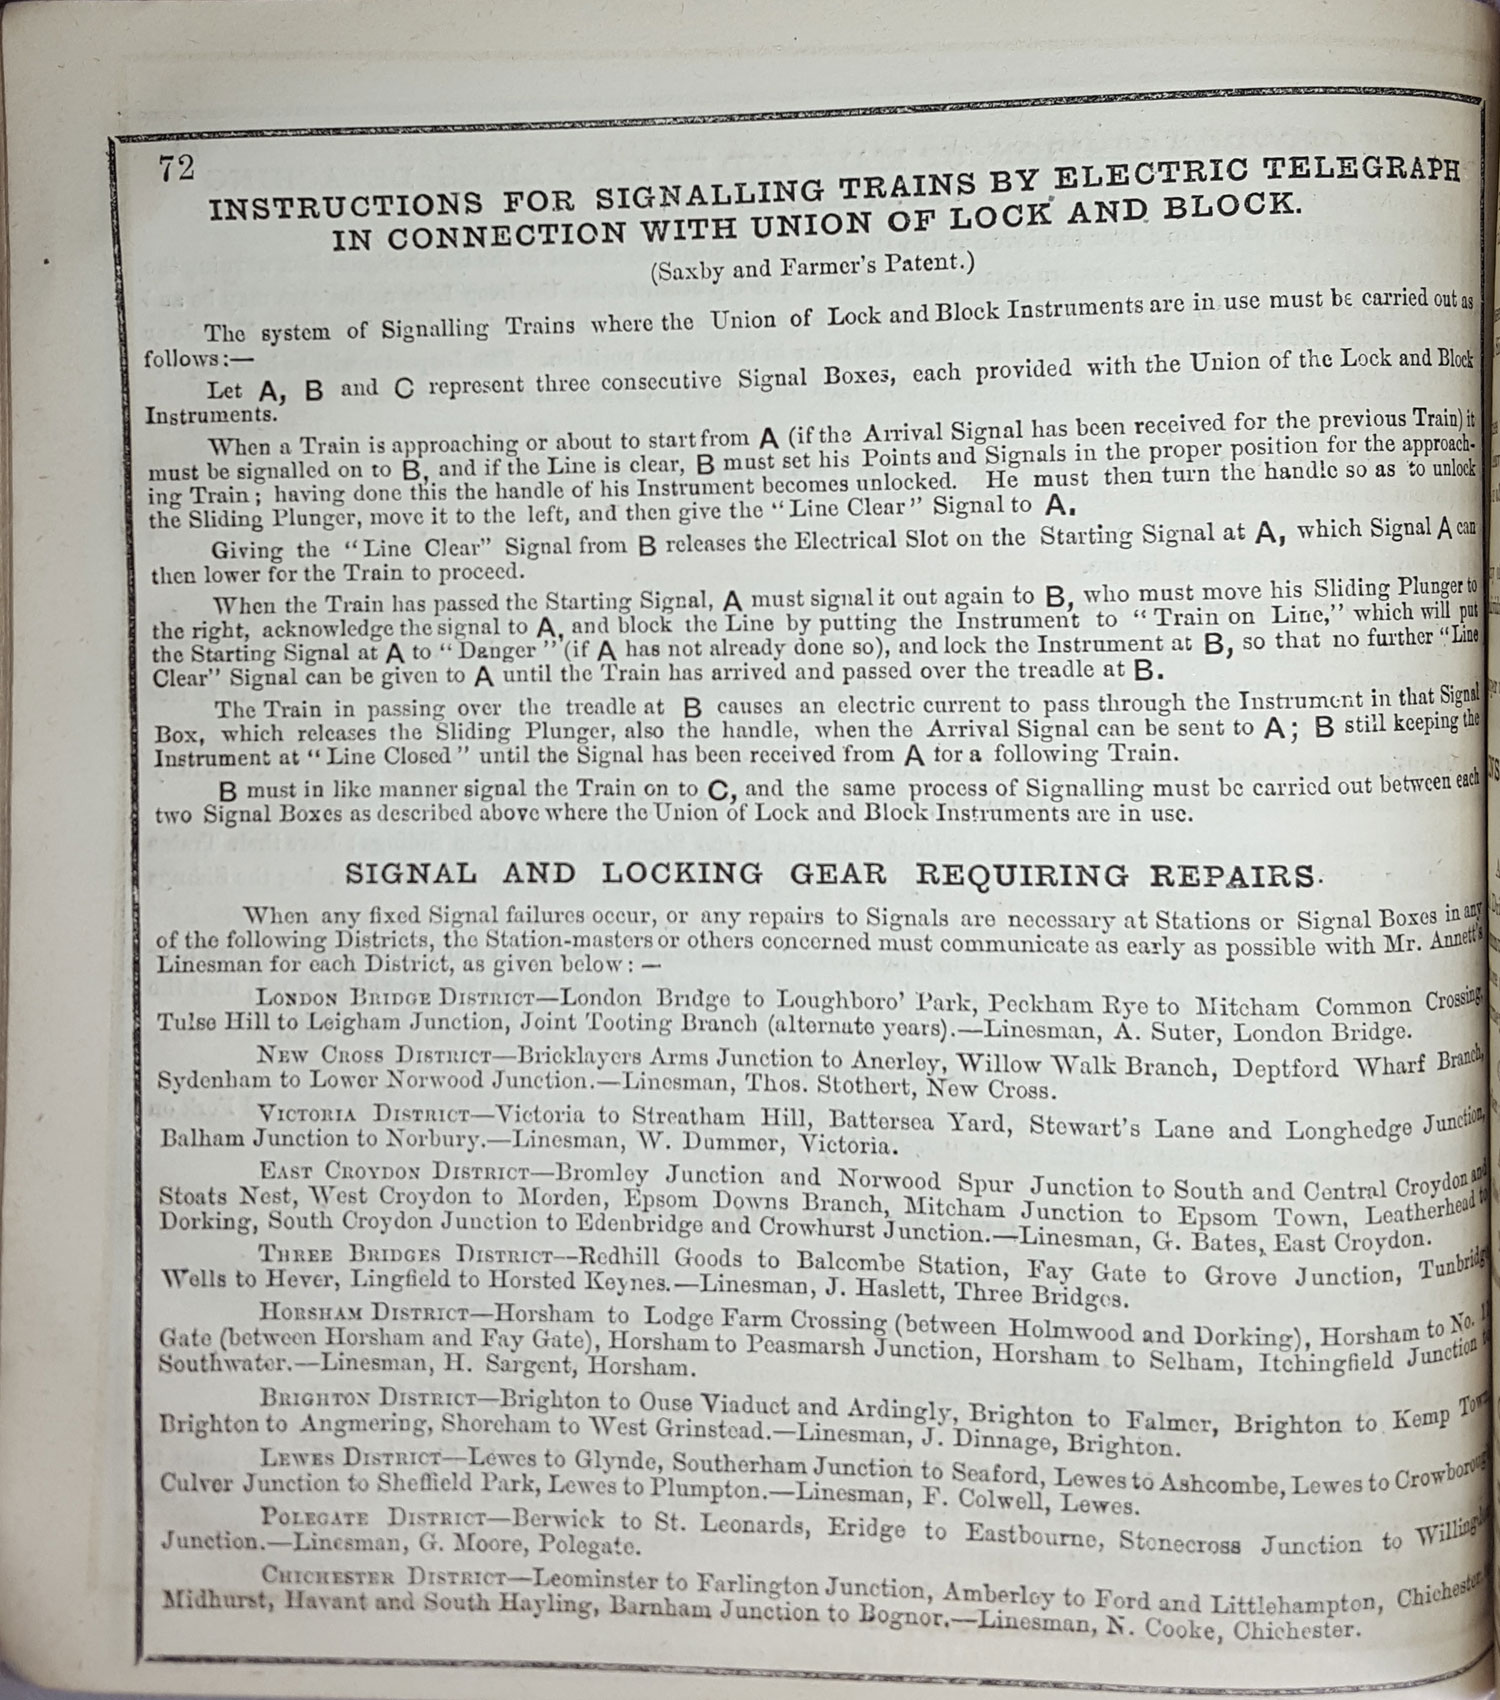 72
INSTRUCTIONS FOR SIGNALLING TRAINS BY ELECTRIC TELEGRAPH
IN CONNECTION WITH UNION OF LOCK AND BLOCK.
(Saxby and Farmer's Patent.)
The system of Signalling Trains where the Union of Lock and Block Instruments are in use must be carried out as
follows:—
Let A, B and C represent three consecutive Signal Boxes, each provided with the Union of the Lock and Block
Instruments.
When a Train is approaching or about to start from A (if the Arrival Signal has been received for the previous Train) it
must be signalled on to B, and if the Line is clear, B must set his Points and Signals in the proper position for the approach-
ing Train; having done this the handle of his Instrument becomes unlocked. He must then turn the handle so as to unlock
the Sliding Plunger, move it to the left, and then give the "Line Clear" Signal to A.
Giving the "Line Clear" Signal from B releases the Electrical Slot on the Starting Signal at A, which Signal A can
then lower for the Train to proceed.
When the Train has passed the Starting Signal, A must signal it out again to B, who must move his Sliding Plunger to
the right, acknowledge the signal to A, and block the Line by putting the Instrument to "Train on Line," which will put
the Starting Signal at A to "Danger" (if A has not already done so), and lock the Instrument at B, so that no further "Line
Clear" Signal can be given to A until the Train has arrived and passed over the treadle at B.
The Train in passing over the treadle at B causes an electric current to pass through the Instrument in that Signal
Box, which releases the Sliding Plunger, also the handle, when the Arrival Signal can be sent to A; B still keeping the
Instrument at "Line Closed" until the Signal has been received from A for a following Train.
B must in like manner signal the Train on to C, and the same process of Signalling must be carried out between each
two Signal Boxes as described above where the Union of Lock and Block Instruments are in use.
SIGNAL AND LOCKING GEAR REQUIRING REPAIRS.
When any fixed Signal failures occur, or any repairs to Signals are necessary at Stations or Signal Boxes in any
of the following Districts, the Station-masters or others concerned must communicate as early as possible with Mr. Annett's
Linesman for each District, as given below:—
LONDON BRIDGE DISTRICT—London Bridge to Loughboro' Park, Peckham Rye to Mitcham Common Crossing,
Tulse Hill to Leigham Junction, Joint Tooting Branch (alternate years).—Linesman, A. Suter, London Bridge.
NEW CROSS DISTRICT—Bricklayers Arms Junction to Anerley, Willow Walk Branch, Deptford Wharf Branch,
Sydenham to Lower Norwood Junction.—Linesman, Thos. Stothert, New Cross.
VICTORIA DISTRICT—Victoria to Streatham Hill, Battersea Yard, Stewart's Lane and Longhedge Junction,
Balham Junction to Norbury.—Linesman, W. Dummer, Victoria.
EAST CROYDON DISTRICT—Bromley Junction and Norwood Spur Junction to South and Central Croydon and
Stoats Nest, West Croydon to Morden, Epsom Downs Branch, Mitcham Junction to Epsom Town, Leatherhead to
Dorking, South Croydon Junction to Edenbridge and Crowhurst Junction.—Linesman, G. Bates, East Croydon.
THREE BRIDGES DISTRICT—Redhill Goods to Balcombe Station, Fay Gate to Grove Junction, Tunbridge
Wells to Hever, Lingfield to Horsted Keynes.—Linesman, J. Haslett, Three Bridges.
HORSHAM DISTRICT—Horsham to Lodge Farm Crossing (between Holmwood and Dorking), Horsham to No.
Gate (between Horsham and Fay Gate), Horsham to Peasmarsh Junction, Horsham to Selham, Itchingfield Junction to
Southwater.—Linesman, H. Sargent, Horsham.
BRIGHTON DISTRICT—Brighton to Ouse Viaduct and Ardingly, Brighton to Falmer, Brighton to Kemp Town
Brighton to Angmering, Shoreham to West Grinstead.—Linesman, J. Dinnage, Brighton.
LEWES DISTRICT—Lewes to Glynde, Southerham Junction to Seaford, Lewes to Ashcombe, Lewes to Crowborough
Culver Junction to Sheffield Park, Lewes to Plumpton.—Linesman, F. Colwell, Lewes.
POLEGATE DISTRICT—Berwick to St. Leonards, Eridge to Eastbourne, Stonecross Junction to
Junction.—Linesman, G. Moore, Polegate.
CHICHESTER DISTRICT—Leominster to Farlington Junction, Amberley to Ford and Littlehampton, Chichester
Midhurst, Havant and South Hayling, Barnham Junction to Bognor.—Linesman, N. Cooke, Chichester.